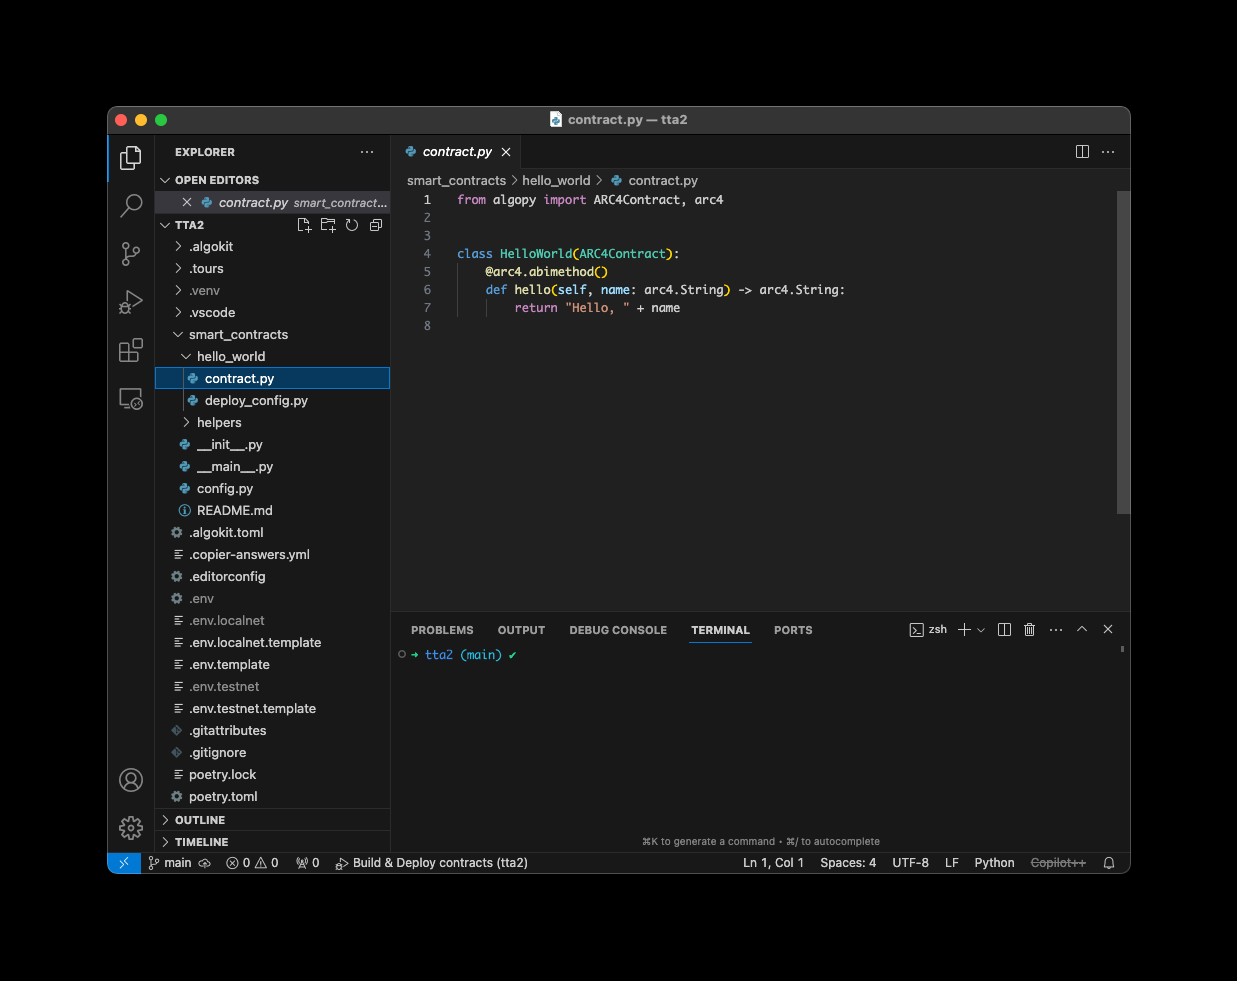 contract.py — tta2
EXPLORER
OPEN EDITORS
contract.py smart_contract...
TTA2
.algokit
.tours
.venv
.vscode
smart_contracts
hello_world
contract.py
deploy_config.py
helpers
__init__.py
__main__.py
config.py
README.md
.algokit.toml
.copier-answers.yml
.editorconfig
.env
.env.localnet
.env.localnet.template
.env.template
.env.testnet
.env.testnet.template
.gitattributes
.gitignore
poetry.lock
poetry.toml
OUTLINE
TIMELINE
contract.py
smart_contracts > hello_world > contract.py
1 from algopy import ARC4Contract, arc4
2
3
4 class HelloWorld(ARC4Contract):
5 @arc4.abimethod()
6 def hello(self, name: arc4.String) -> arc4.String:
7 return "Hello, " + name
8
PROBLEMS OUTPUT DEBUG CONSOLE TERMINAL PORTS zsh
➜ tta2 (main) ✔
⌘K to generate a command • ⌘/ to autocomplete
main 0 0 0 Build & Deploy contracts (tta2) Ln 1, Col 1 Spaces: 4 UTF-8 LF Python Copilot++